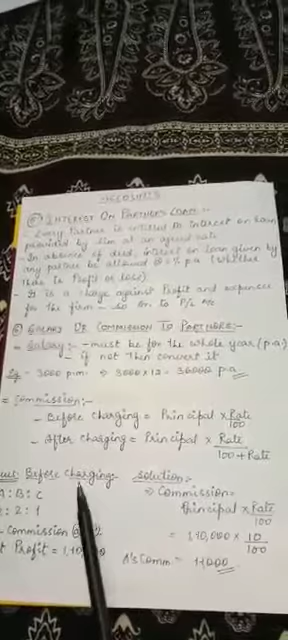 ⑤ INTEREST ON PARTNER'S LOAN:-
- Every Partner is entitled to interest on loan
provided by him at an agreed rate
- In absence of deed, interest on loan given by
any partner be allowed @ 6% p.a (whether
there is Profit or loss)
- It is a charge against Profit and expenses
for the firm - so Dr. to P/L A/c
⑥ SALARY OR COMMISSION TO PARTNERS:-
= Salary:- - must be for the whole year (p.a)
- if not then convert it
Eg - 3000 p.m. ⇒ 3000×12 = 36000 p.a
= Commission:-
- Before charging = Principal × Rate/100
- After charging = Principal × Rate/100+Rate
Before Charging:- Solution:-
A:B:C ⇒ Commission=
: 2 : 1 Principal × Rate/100
- Commission
Profit = 1,10,000 = 1,10,000 × 10/100
A's Comm = 11000